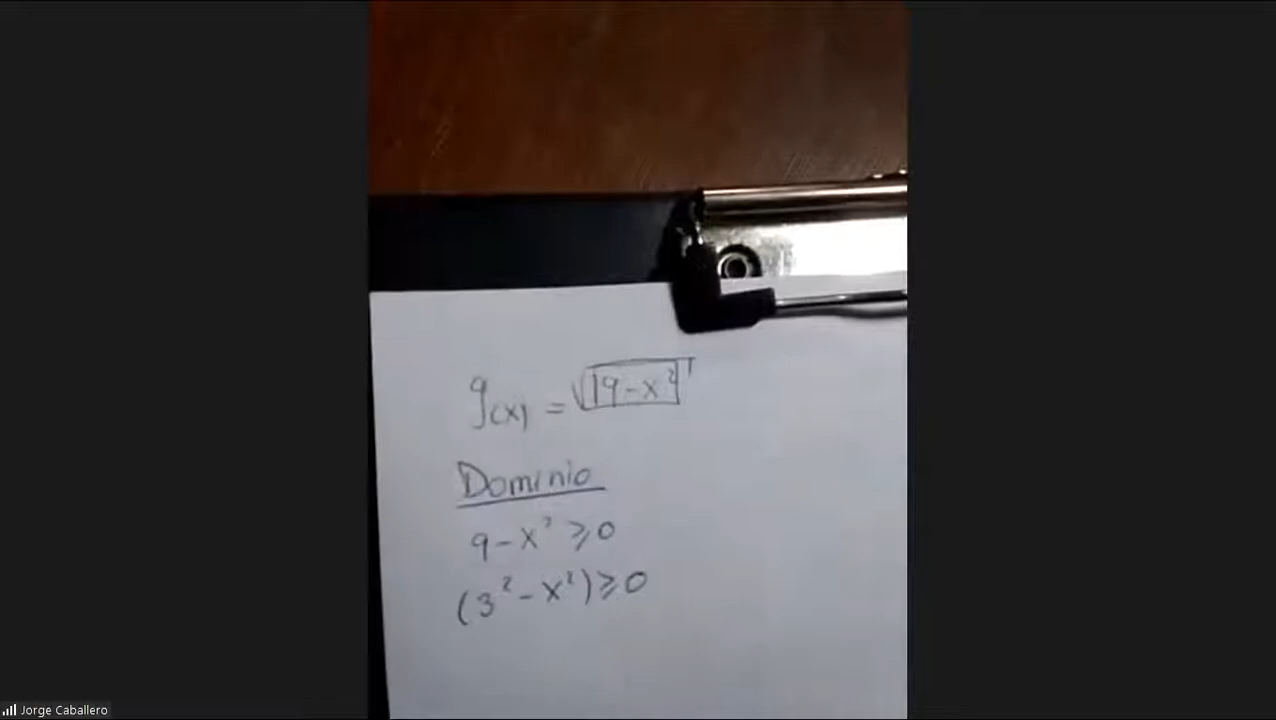 g(x) = √9-x²
Dominio
9-x² ≥ 0
(3²-x²) ≥ 0
Jorge Caballero